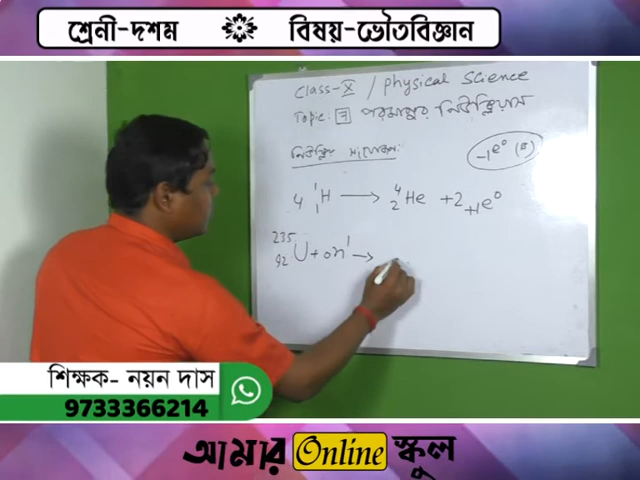 শ্রেনী-দশম বিষয়-ভৌতবিজ্ঞান
Class-X / Physical Science
Topic: 7 পরমাণুর নিউক্লিয়াস
নিউক্লিয় সংযোজন:
₋₁e⁰ (β)
4 ¹₁H ⟶ ⁴₂He + 2 ₊₁e⁰
²³⁵₉₂U + ₀n¹ ⟶
শিক্ষক- নয়ন দাস
9733366214
আমার Online স্কুল